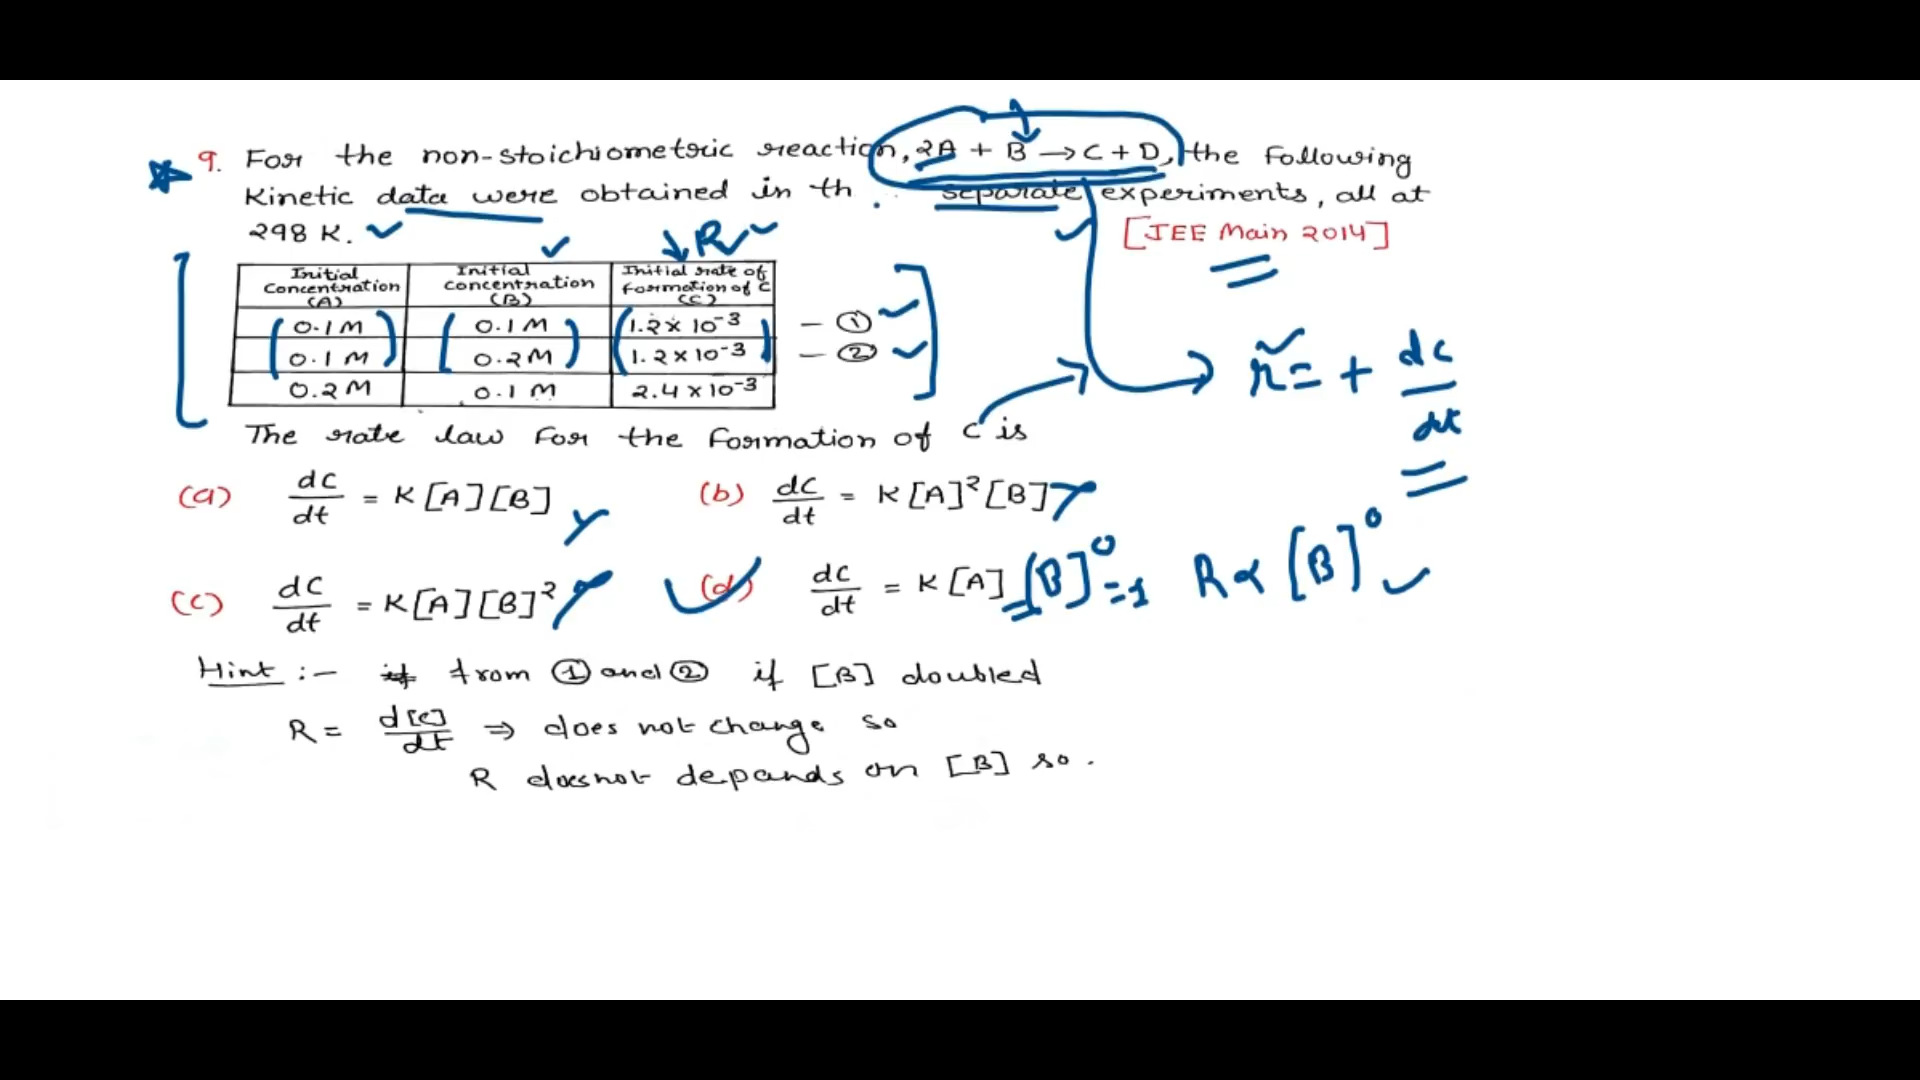 9. For the non-stoichiometric reaction, 2A + B → C + D, the following
Kinetic data were obtained in th separate experiments, all at
298 K.
[JEE Main 2014]
R
Initial Concentration (A) Initial concentration (B) Initial rate of Formation of C (C)
0.1 M 0.1 M 1.2 × 10⁻³ – ①
0.1 M 0.2 M 1.2 × 10⁻³ – ②
0.2 M 0.1 M 2.4 × 10⁻³
r = + dc/dt
The rate law for the formation of C is
(a) dC/dt = K[A][B] (b) dC/dt = K[A]²[B]
(c) dC/dt = K[A][B]² (d) dC/dt = K[A] [B]⁰ = 1 R ∝ [B]⁰
Hint :- from ① and ② if [B] doubled
R = d[C]/dt ⇒ does not change so
R doesnot depends on [B] so .